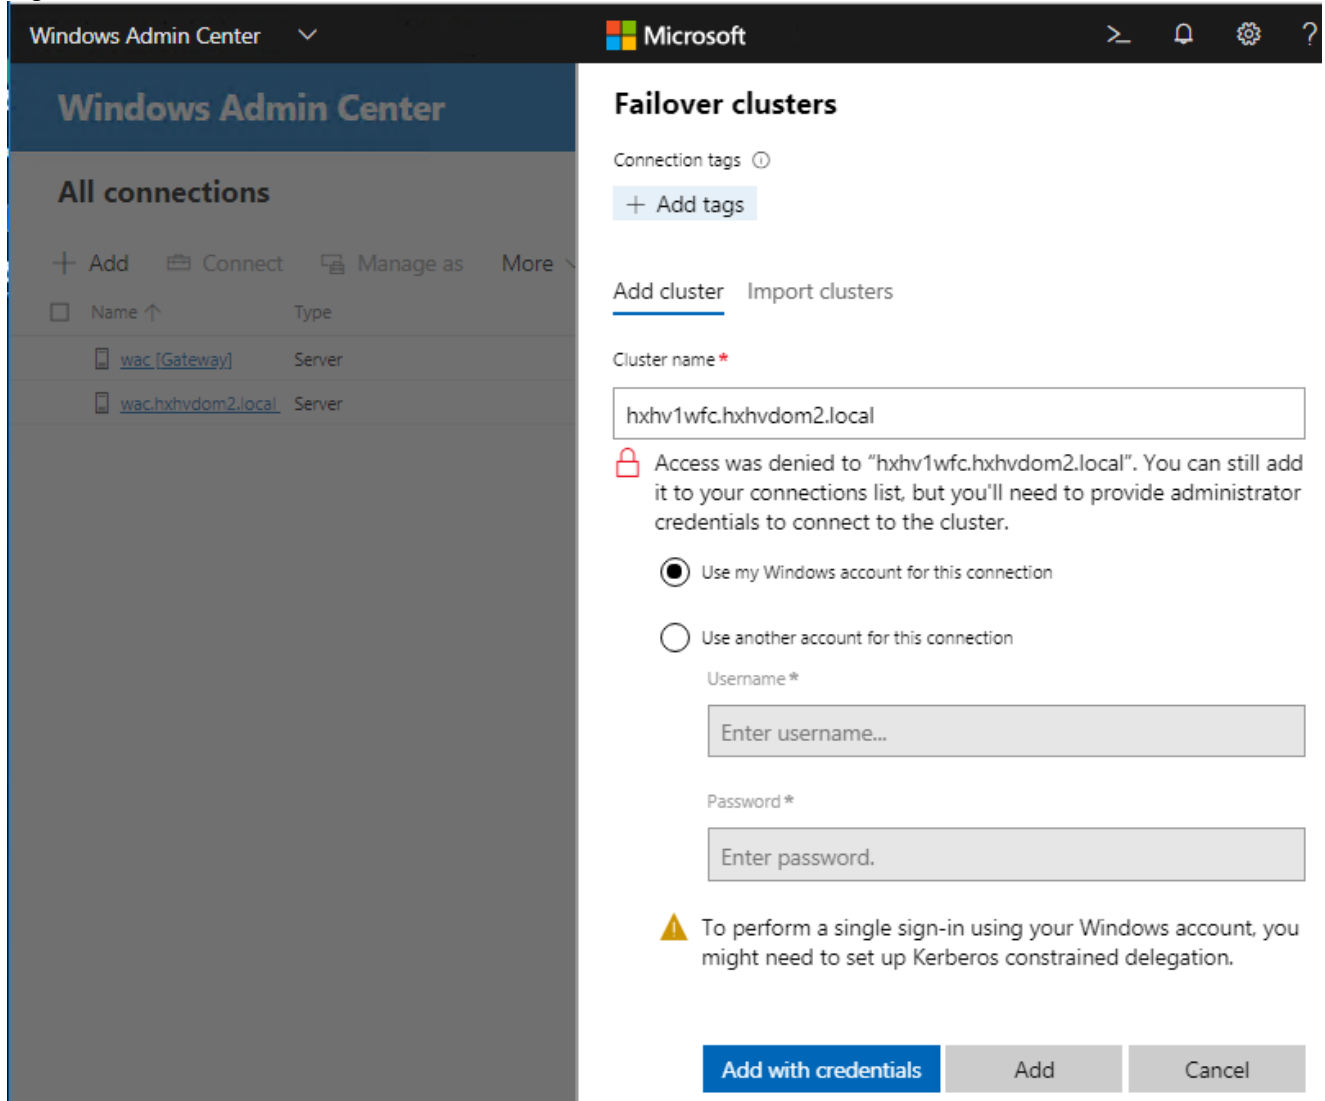 Windows Admin Center
Microsoft
?
Windows Admin Center
All connections
Add Connect Manage as More
Name Type
wac [Gateway] Server
wac.hxhvdom2.local Server
Failover clusters
Connection tags
+ Add tags
Add cluster Import clusters
Cluster name *
hxhv1wfc.hxhvdom2.local
Access was denied to “hxhv1wfc.hxhvdom2.local”. You can still add
it to your connections list, but you'll need to provide administrator
credentials to connect to the cluster.
Use my Windows account for this connection
Use another account for this connection
Username *
Enter username...
Password *
Enter password.
To perform a single sign-in using your Windows account, you
might need to set up Kerberos constrained delegation.
Add with credentials Add Cancel